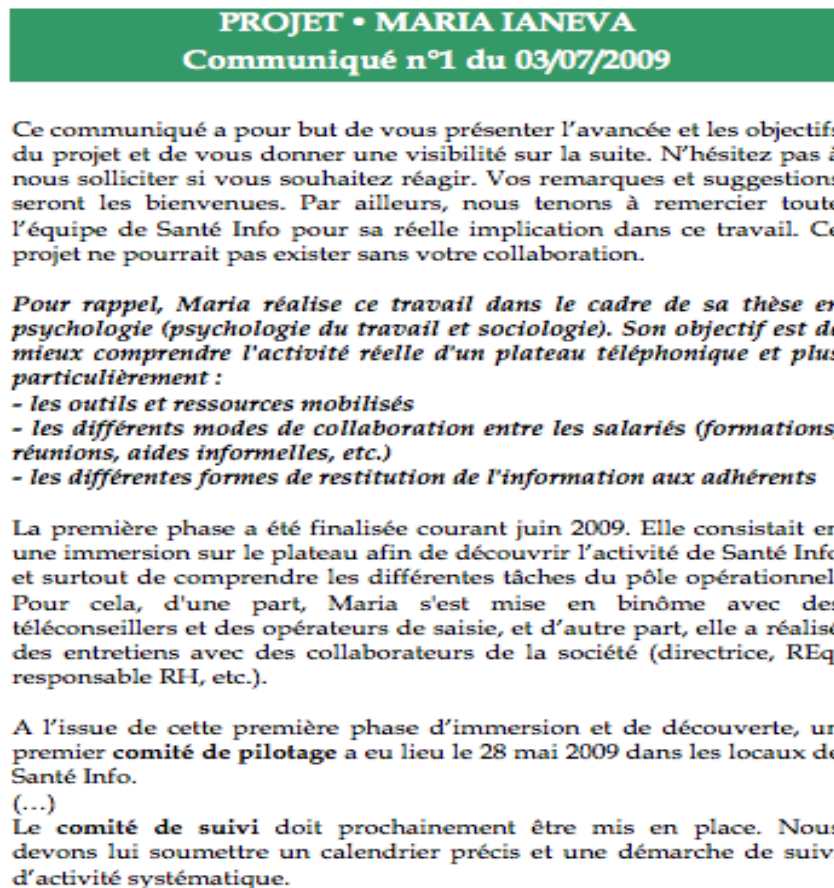 PROJET • MARIA IANEVA
Communiqué n°1 du 03/07/2009
Ce communiqué a pour but de vous présenter l'avancée et les objectifs
du projet et de vous donner une visibilité sur la suite. N'hésitez pas à
nous solliciter si vous souhaitez réagir. Vos remarques et suggestions
seront les bienvenues. Par ailleurs, nous tenons à remercier toute
l'équipe de Santé Info pour sa réelle implication dans ce travail. Ce
projet ne pourrait pas exister sans votre collaboration.
Pour rappel, Maria réalise ce travail dans le cadre de sa thèse en
psychologie (psychologie du travail et sociologie). Son objectif est de
mieux comprendre l'activité réelle d'un plateau téléphonique et plus
particulièrement :
- les outils et ressources mobilisés
- les différents modes de collaboration entre les salariés (formations,
réunions, aides informelles, etc.)
- les différentes formes de restitution de l'information aux adhérents
La première phase a été finalisée courant juin 2009. Elle consistait en
une immersion sur le plateau afin de découvrir l'activité de Santé Info
et surtout de comprendre les différentes tâches du pôle opérationnel.
Pour cela, d'une part, Maria s'est mise en binôme avec des
téléconseillers et des opérateurs de saisie, et d'autre part, elle a réalisé
des entretiens avec des collaborateurs de la société (directrice, REq,
responsable RH, etc.).
A l'issue de cette première phase d'immersion et de découverte, un
premier comité de pilotage a eu lieu le 28 mai 2009 dans les locaux de
Santé Info.
(…)
Le comité de suivi doit prochainement être mis en place. Nous
devons lui soumettre un calendrier précis et une démarche de suivi
d'activité systématique.